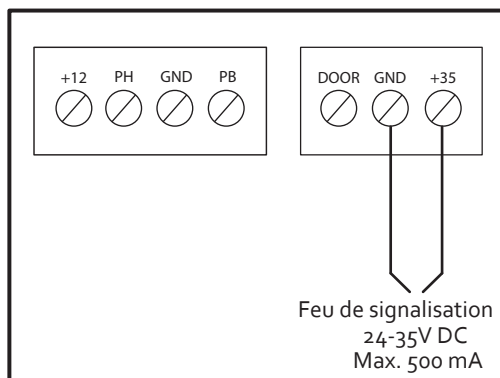 +12 PH GND PB DOOR GND +35
Feu de signalisation
24-35V DC
Max. 500 mA